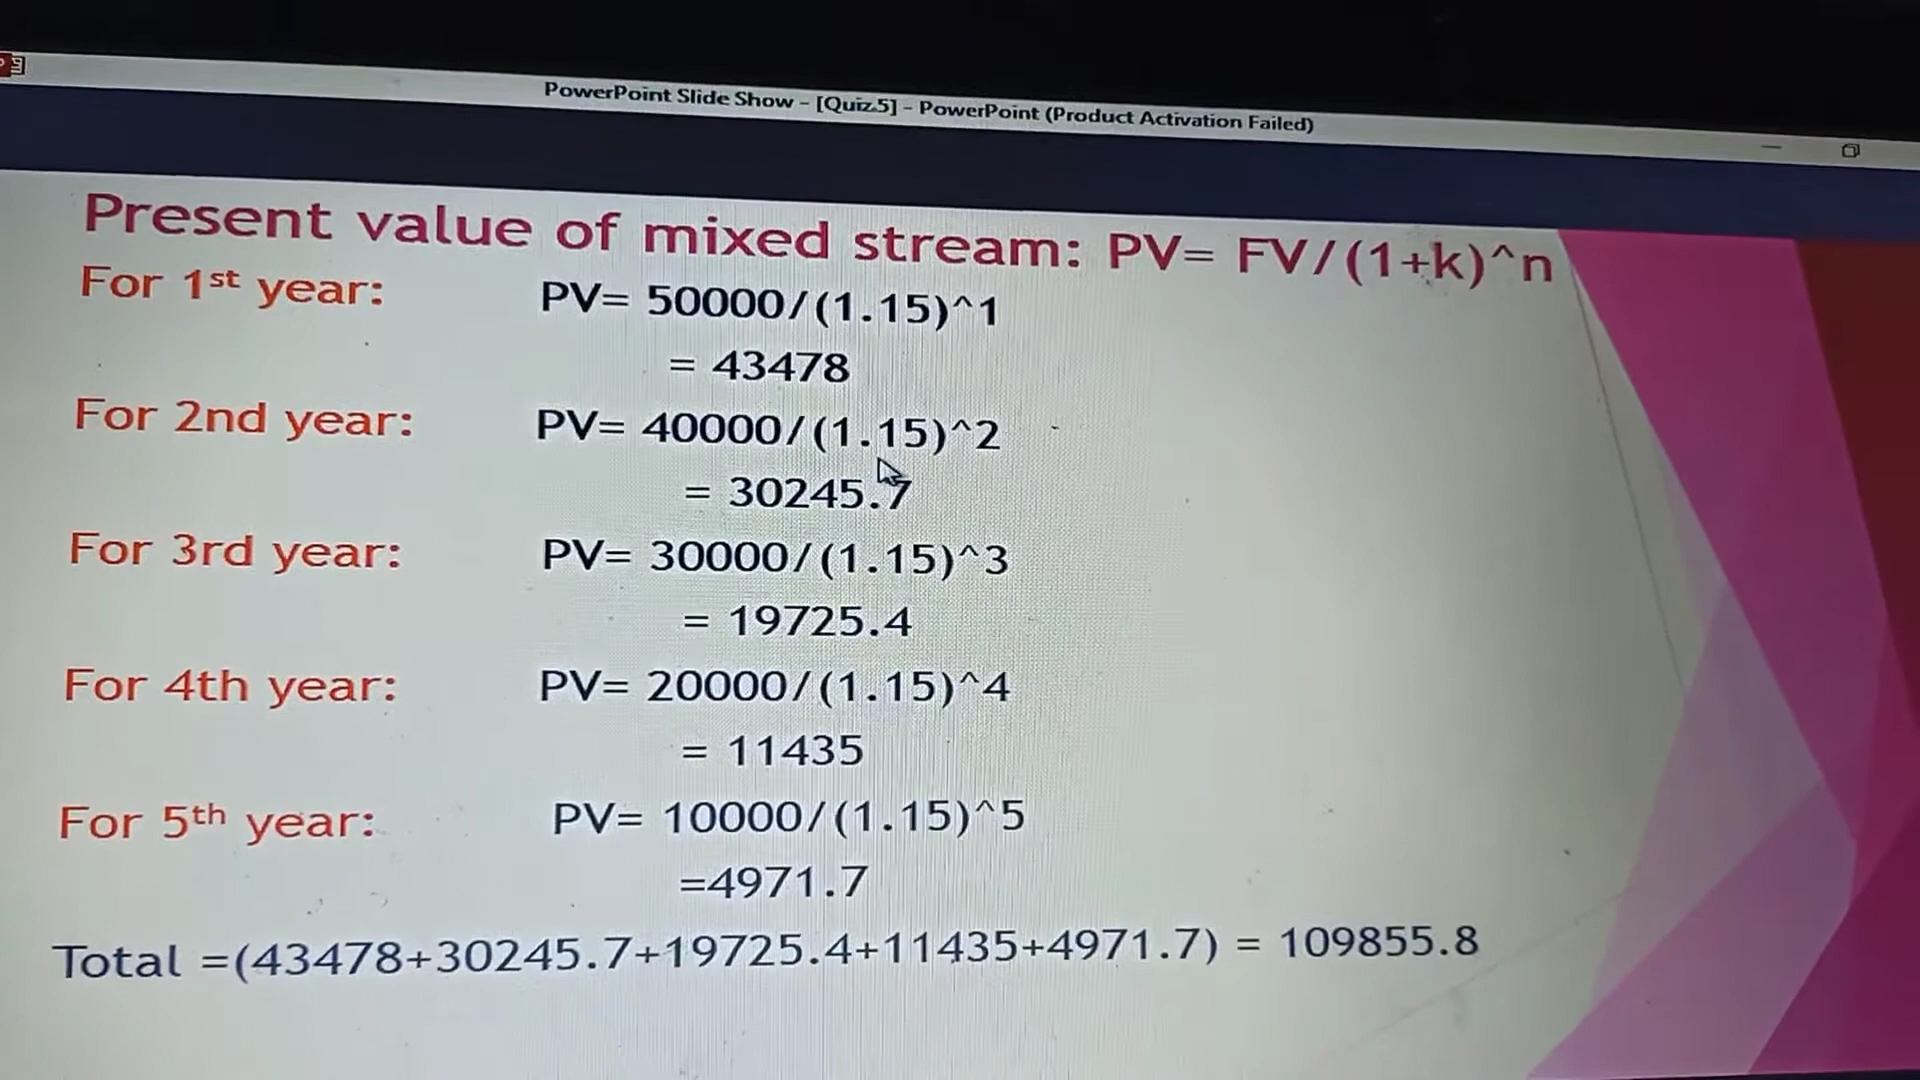 PowerPoint Slide Show - [Quiz.5] - PowerPoint (Product Activation Failed)
Present value of mixed stream: PV= FV/(1+k)^n
For 1st year: PV= 50000/(1.15)^1
= 43478
For 2nd year: PV= 40000/(1.15)^2
= 30245.7
For 3rd year: PV= 30000/(1.15)^3
= 19725.4
For 4th year: PV= 20000/(1.15)^4
= 11435
For 5th year: PV= 10000/(1.15)^5
=4971.7
Total =(43478+30245.7+19725.4+11435+4971.7) = 109855.8